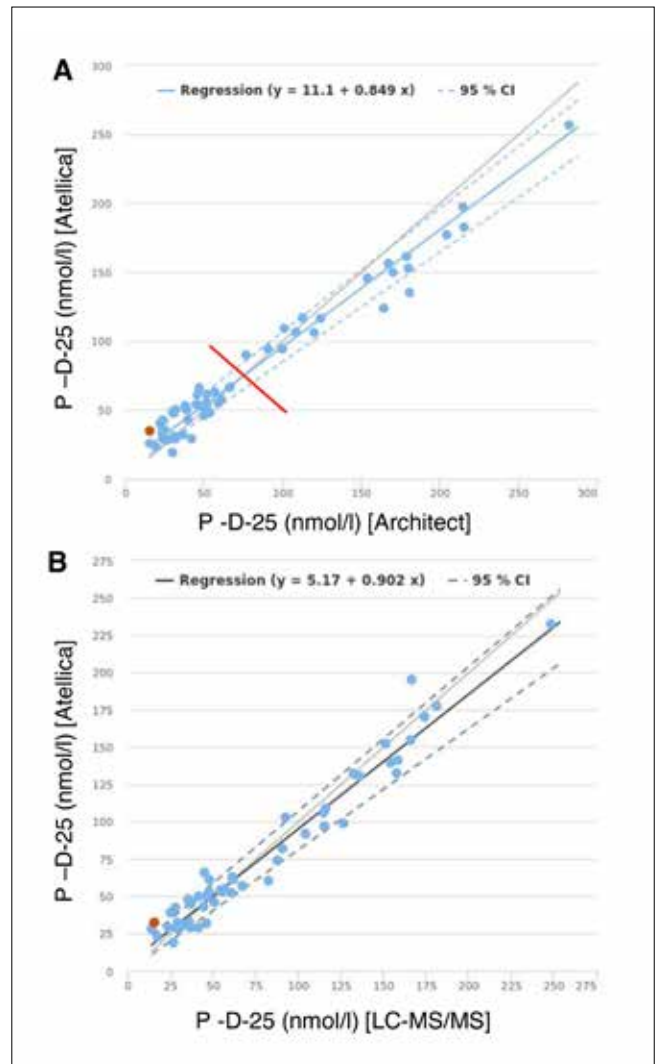 A
300
Regression (y = 11.1 + 0.849 x) 95 % CI
250
200
150
100
50
0
P –D-25 (nmol/l) [Atellica]
0 50 100 150 200 250 300
P -D-25 (nmol/l) [Architect]
B
275
Regression (y = 5.17 + 0.902 x) 95 % CI
250
225
200
175
150
125
100
75
50
25
0
P –D-25 (nmol/l) [Atellica]
0 25 50 75 100 125 150 175 200 225 250 275
P -D-25 (nmol/l) [LC-MS/MS]